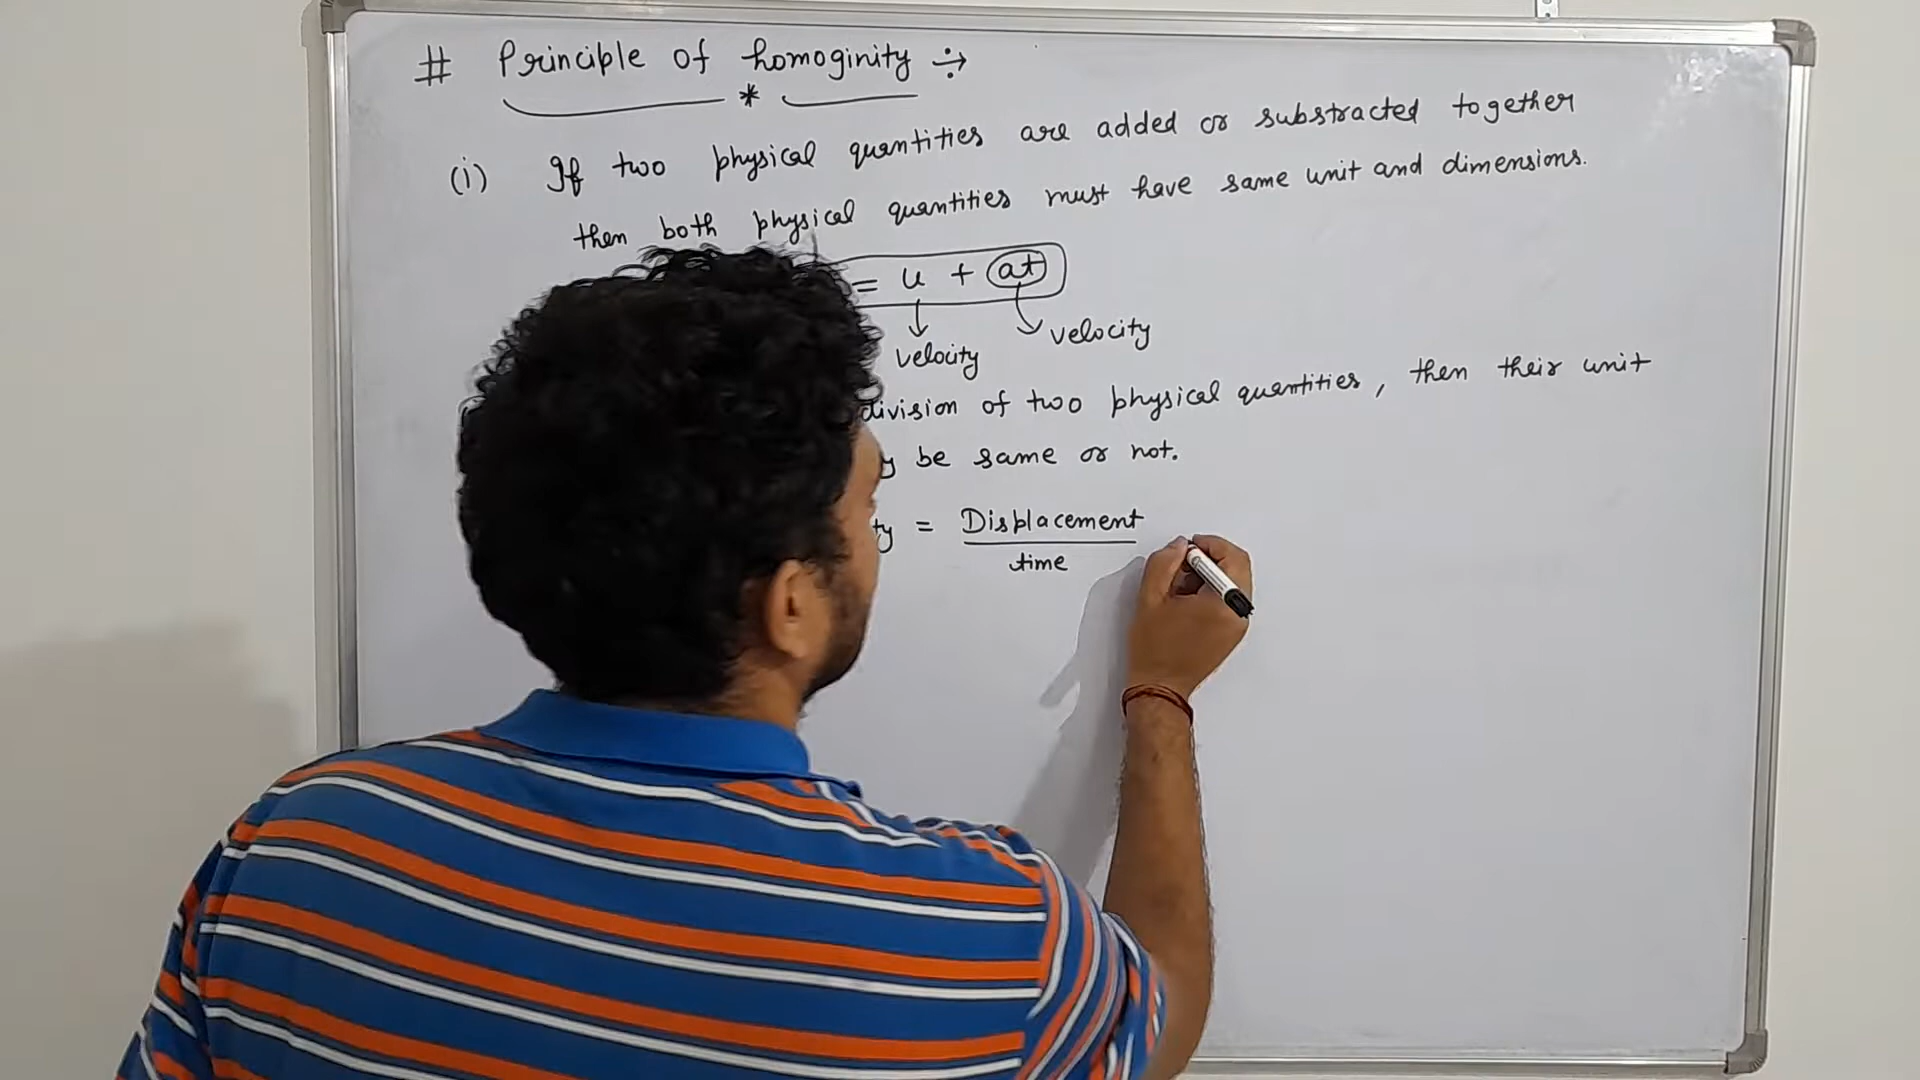 # Principle of homoginity ÷
*
(i) If two physical quantities are added or substracted together
then both physical quantities must have same unit and dimensions.
= u + at
velocity velocity
division of two physical quantities, then their unit
be same or not.
= Displacement
time